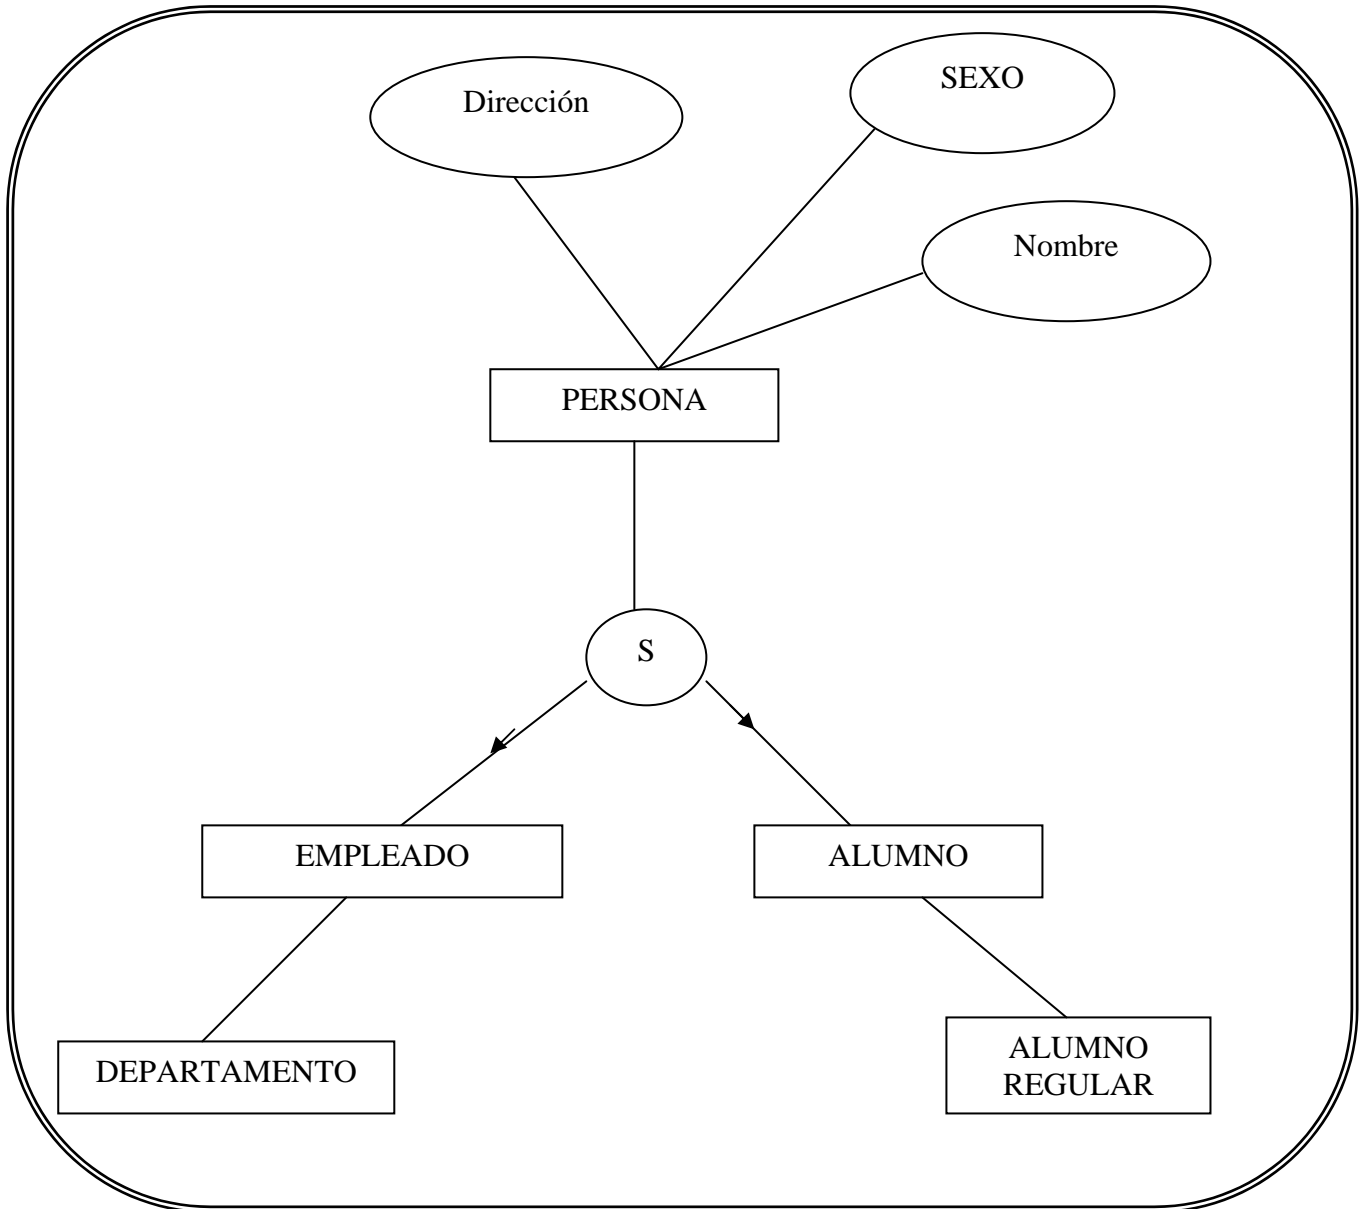 Dirección
SEXO
Nombre
PERSONA
S
EMPLEADO
ALUMNO
DEPARTAMENTO
ALUMNO
REGULAR